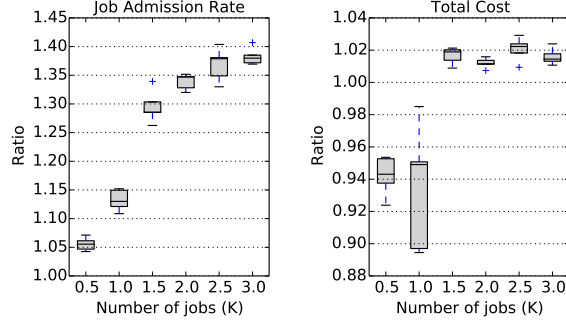 Job Admission Rate
1.45
1.40
1.35
1.30
1.25
1.20
1.15
1.10
1.05
1.00
Ratio
0.5 1.0 1.5 2.0 2.5 3.0
Number of jobs (K)
Total Cost
1.04
1.02
1.00
0.98
0.96
0.94
0.92
0.90
0.88
Ratio
0.5 1.0 1.5 2.0 2.5 3.0
Number of jobs (K)